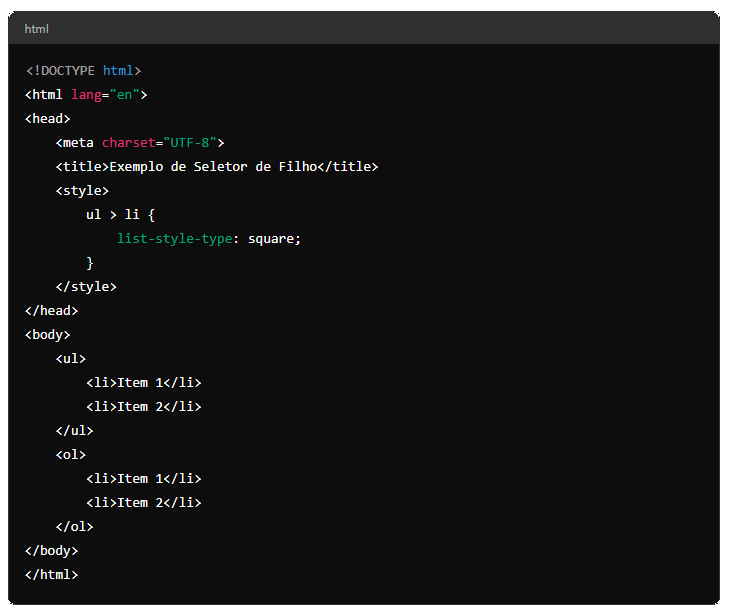 html
<!DOCTYPE html>
<html lang="en">
<head>
    <meta charset="UTF-8">
    <title>Exemplo de Seletor de Filho</title>
    <style>
        ul > li {
            list-style-type: square;
        }
    </style>
</head>
<body>
    <ul>
        <li>Item 1</li>
        <li>Item 2</li>
    </ul>
    <ol>
        <li>Item 1</li>
        <li>Item 2</li>
    </ol>
</body>
</html>